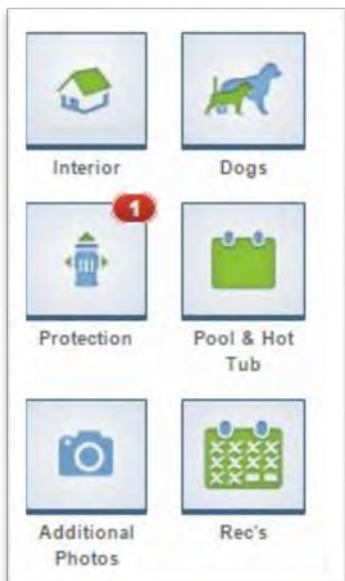 Interior
Dogs
1
Protection
Pool & Hot
Tub
Additional
Photos
Rec's